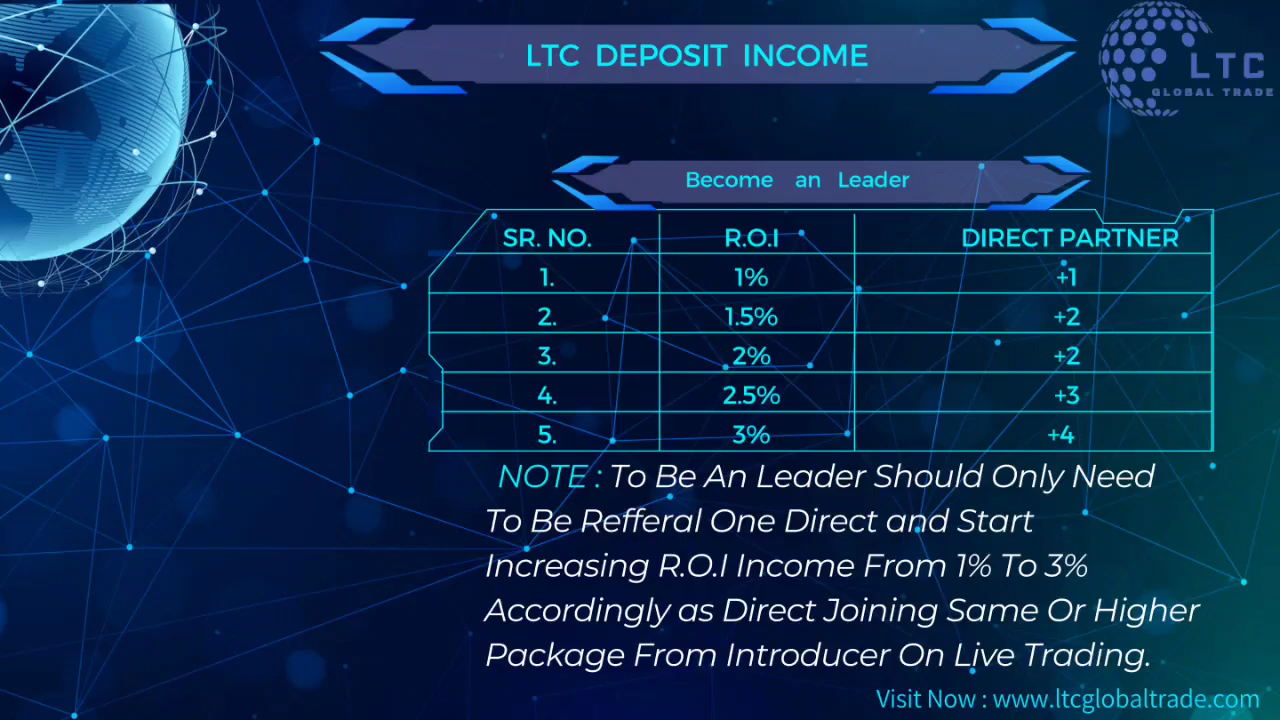 LTC DEPOSIT INCOME
LTC
GLOBAL TRADE
Become an Leader
SR. NO. R.O.I DIRECT PARTNER
1. 1% +1
2. 1.5% +2
3. 2% +2
4. 2.5% +3
5. 3% +4
NOTE : To Be An Leader Should Only Need
To Be Refferal One Direct and Start
Increasing R.O.I Income From 1% To 3%
Accordingly as Direct Joining Same Or Higher
Package From Introducer On Live Trading.
Visit Now : www.ltcglobaltrade.com